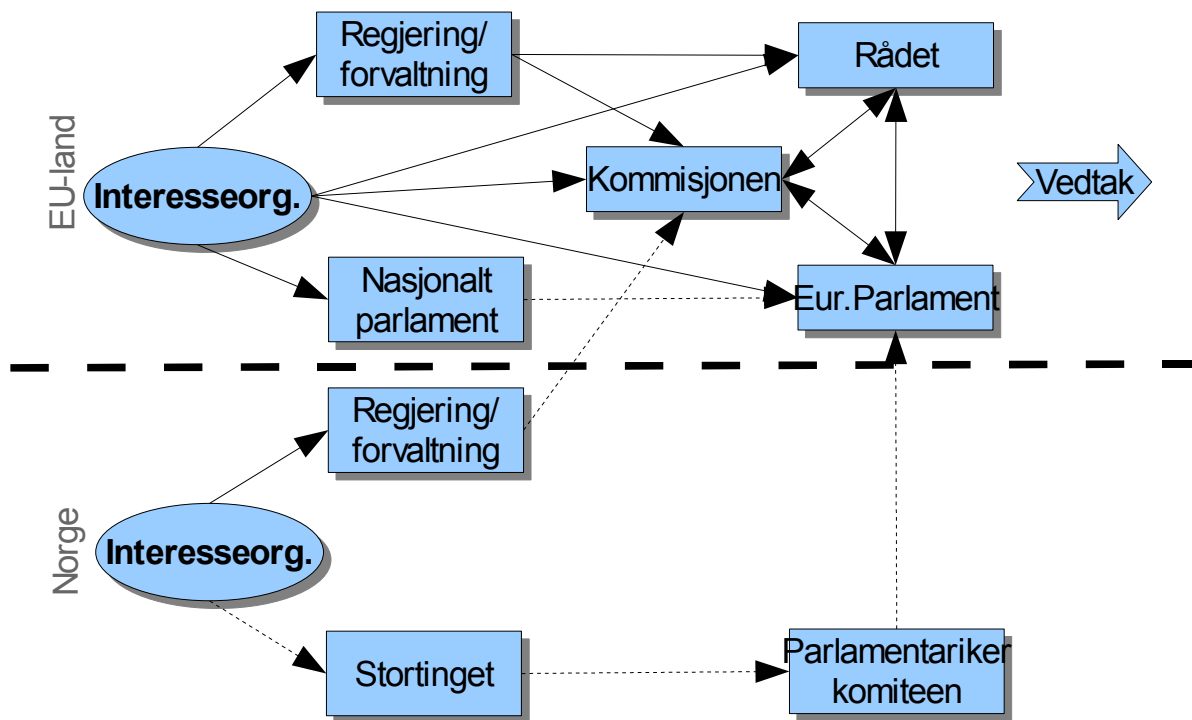 Regjering/
forvaltning
Rådet
EU-land
Interesseorg.
Kommisjonen
Vedtak
Nasjonalt
parlament
Eur.Parlament
Regjering/
forvaltning
Norge
Interesseorg.
Stortinget
Parlamentariker
komiteen